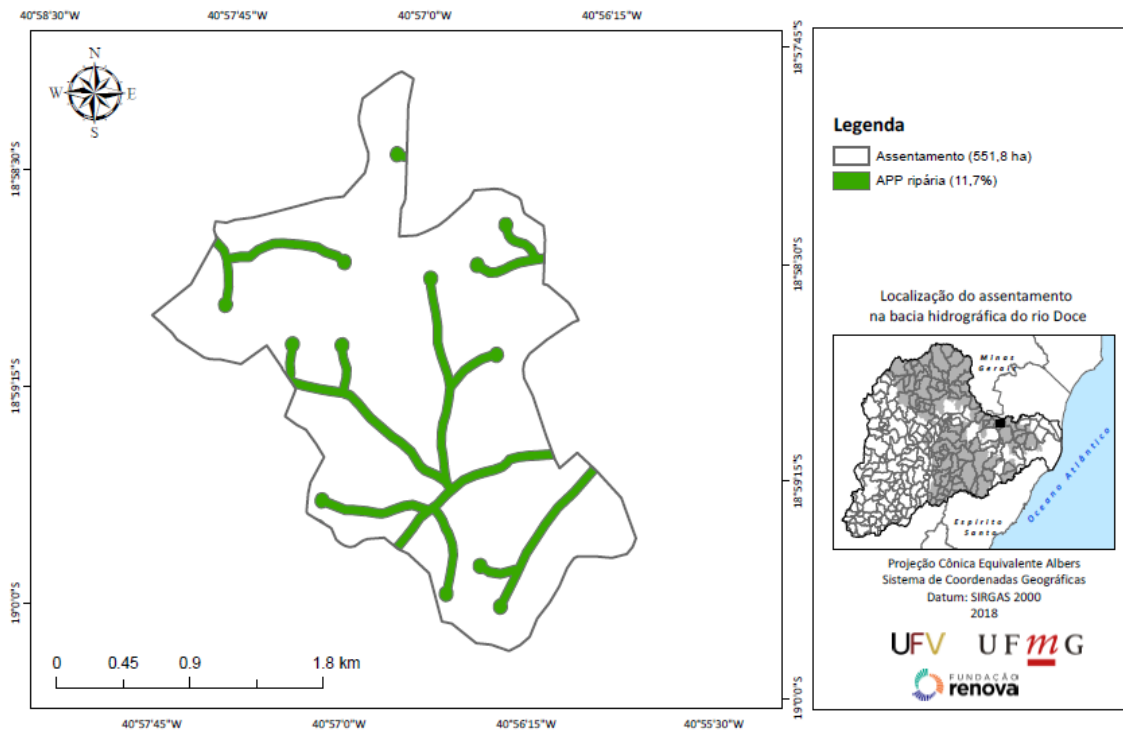 40°58'30"W 40°57'45"W 40°57'0"W 40°56'15"W
N
W E
S
18°58'30"S
18°59'15"S
19°0'0"S
18°57'45"S
18°58'30"S
18°59'15"S
19°0'0"S
0 0.45 0.9 1.8 km
40°57'45"W 40°57'0"W 40°56'15"W 40°55'30"W
Legenda
Assentamento (551,8 ha)
APP ripária (11,7%)
Localização do assentamento
na bacia hidrográfica do rio Doce
Minas
Gerais
Oceano Atlântico
Espírito
Santo
Projeção Cônica Equivalente Albers
Sistema de Coordenadas Geográficas
Datum: SIRGAS 2000
2018
UFV UFmG
FUNDAÇÃO
renova